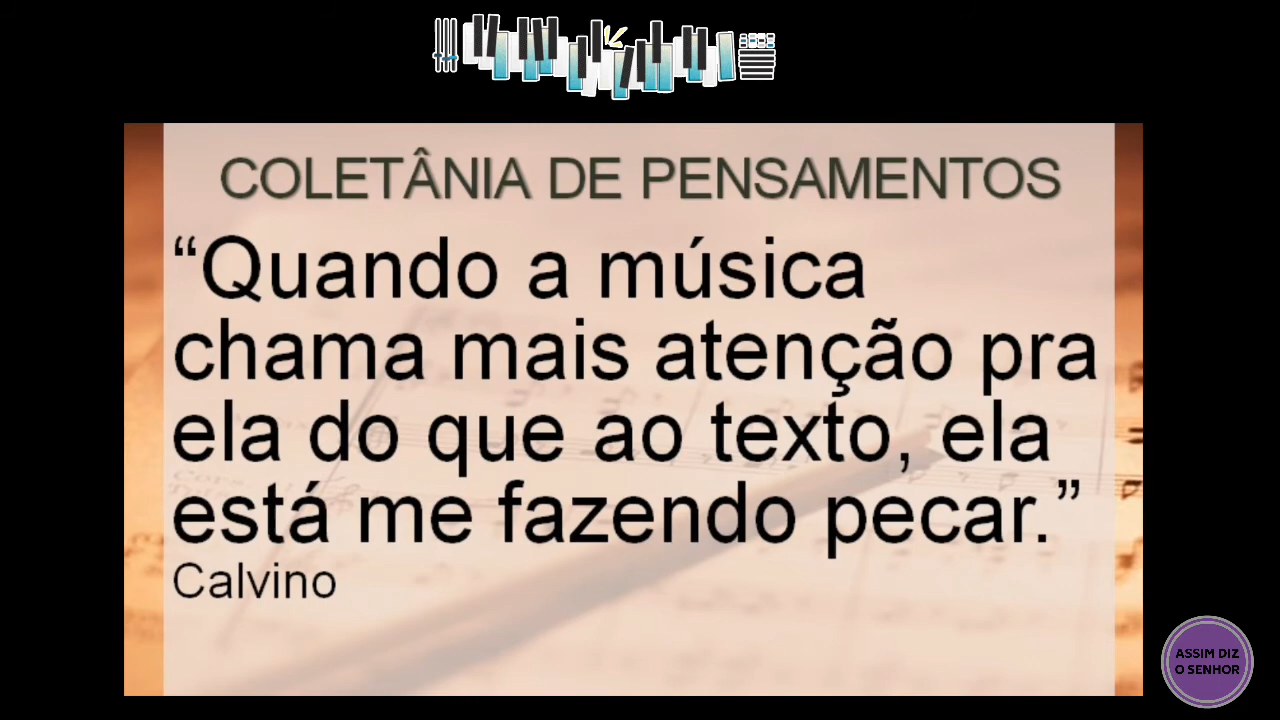 COLETÂNIA DE PENSAMENTOS
“Quando a música
chama mais atenção pra
ela do que ao texto, ela
está me fazendo pecar.”
Calvino
ASSIM DIZ
O SENHOR